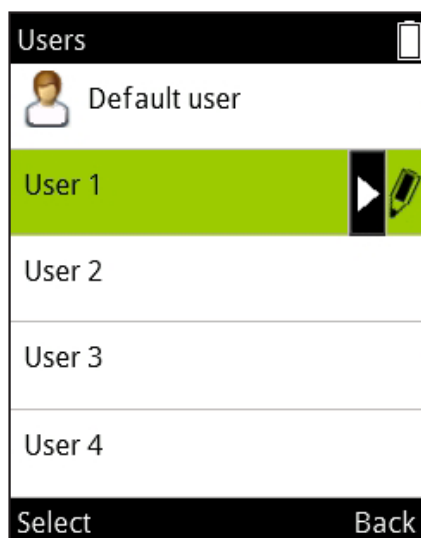 Users
Default user
User 1
User 2
User 3
User 4
Select Back